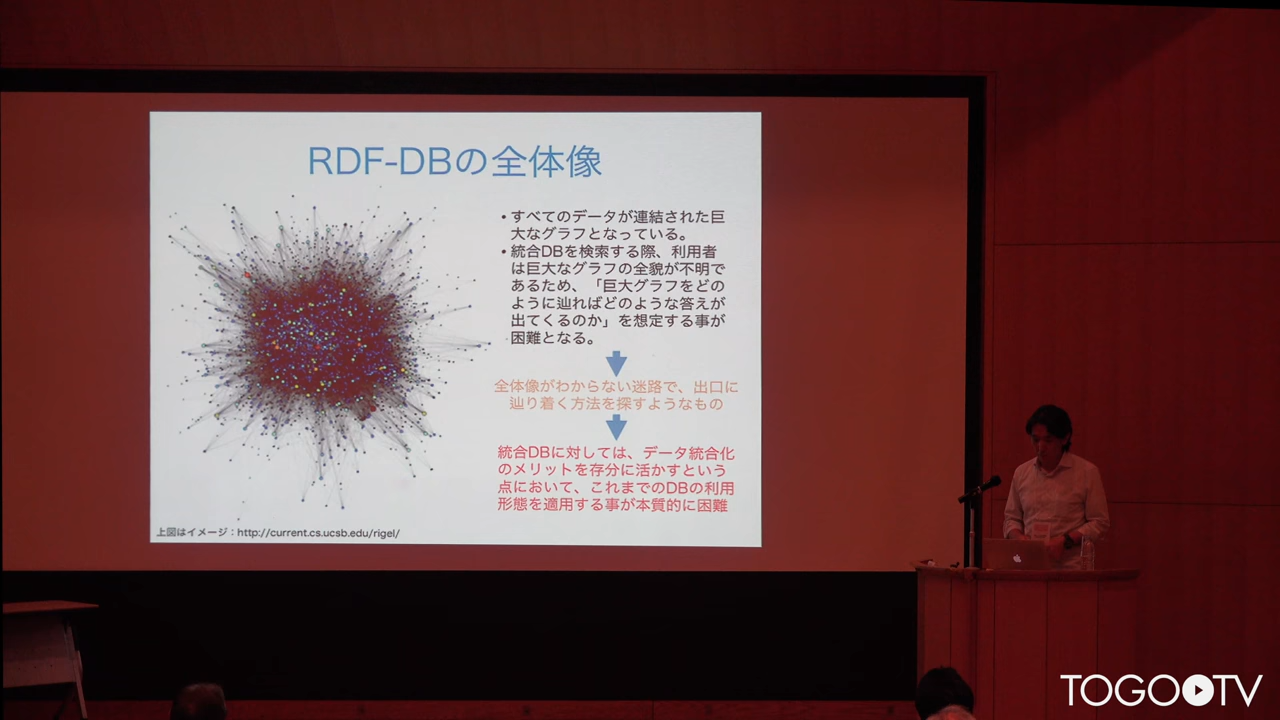 RDF-DBの全体像
• すべてのデータが連結された巨
大なグラフとなっている。
• 統合DBを検索する際、利用者
は巨大なグラフの全貌が不明で
あるため、「巨大グラフをどの
ように辿ればどのような答えが
出てくるのか」を想定する事が
困難となる。
全体像がわからない迷路で、出口に
辿り着く方法を探すようなもの
統合DBに対しては、データ統合化
のメリットを存分に活かすという
点において、これまでのDBの利用
形態を適用する事が本質的に困難
上図はイメージ：http://current.cs.ucsb.edu/rigel/
TOGOTV